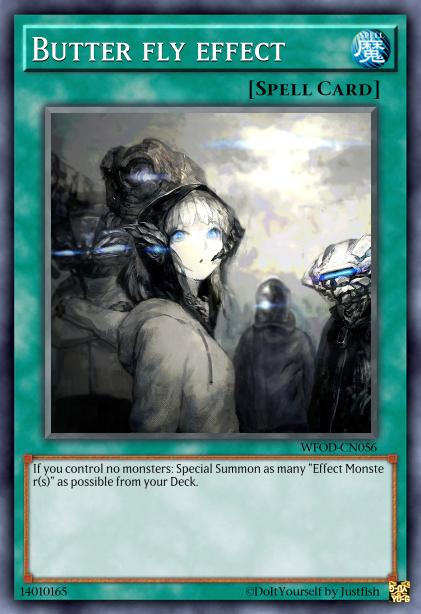 BUTTER FLY EFFECT
SPELL
魔
[SPELL CARD]
WFOD-CN056
If you control no monsters: Special Summon as many "Effect Monste
r(s)" as possible from your Deck.
14010165
©DoItYourself by Justfish